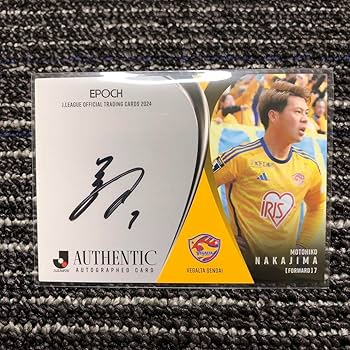 EPOCH
J.LEAGUE OFFICIAL TRADING CARDS 2024
AUTHENTIC
AUTOGRAPHED CARD
VEGALTA SENDAI
IRIS
MOTOHIKO
NAKAJIMA
[FORWARD] 7